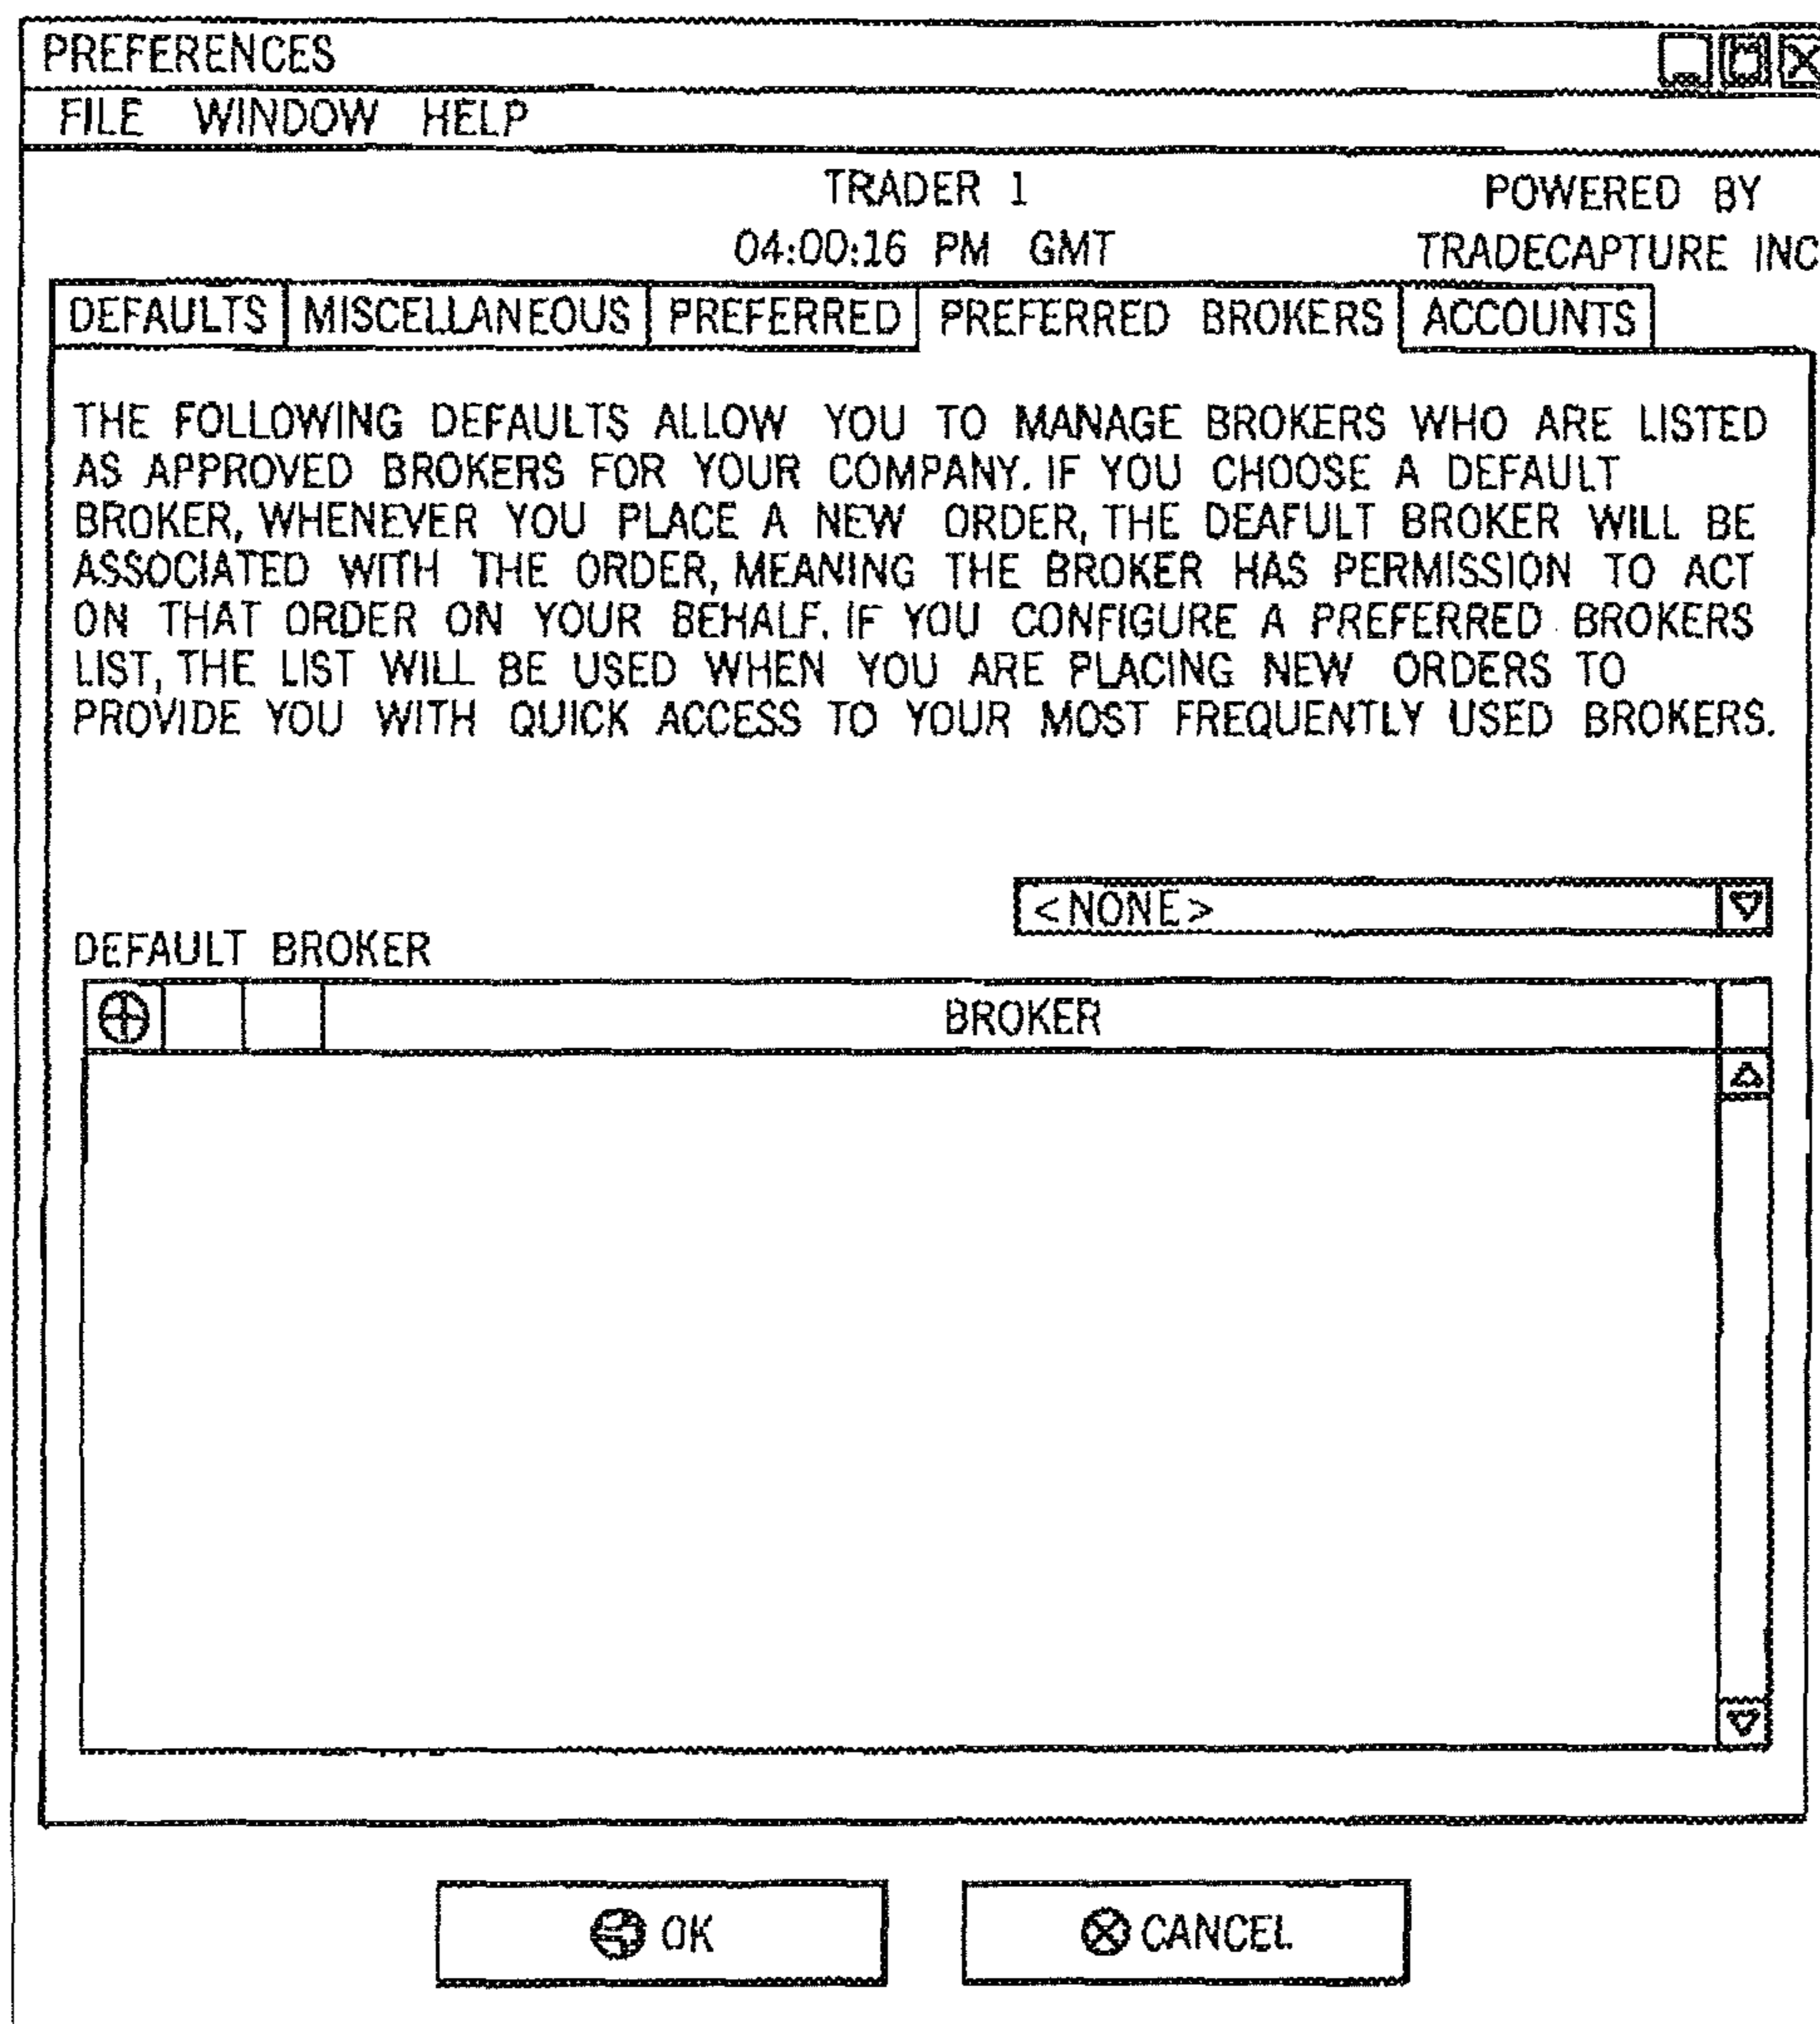 PREFERENCES
FILE WINDOW HELP
TRADER 1
POWERED BY
04:00:16 PM GMT
TRADECAPTURE INC
DEFAULTS MISCELLANEOUS PREFERRED PREFERRED BROKERS ACCOUNTS
THE FOLLOWING DEFAULTS ALLOW YOU TO MANAGE BROKERS WHO ARE LISTED
AS APPROVED BROKERS FOR YOUR COMPANY. IF YOU CHOOSE A DEFAULT
BROKER, WHENEVER YOU PLACE A NEW ORDER, THE DEAFULT BROKER WILL BE
ASSOCIATED WITH THE ORDER, MEANING THE BROKER HAS PERMISSION TO ACT
ON THAT ORDER ON YOUR BEHALF. IF YOU CONFIGURE A PREFERRED BROKERS
LIST, THE LIST WILL BE USED WHEN YOU ARE PLACING NEW ORDERS TO
PROVIDE YOU WITH QUICK ACCESS TO YOUR MOST FREQUENTLY USED BROKERS.
<NONE>
DEFAULT BROKER
BROKER
OK
CANCEL